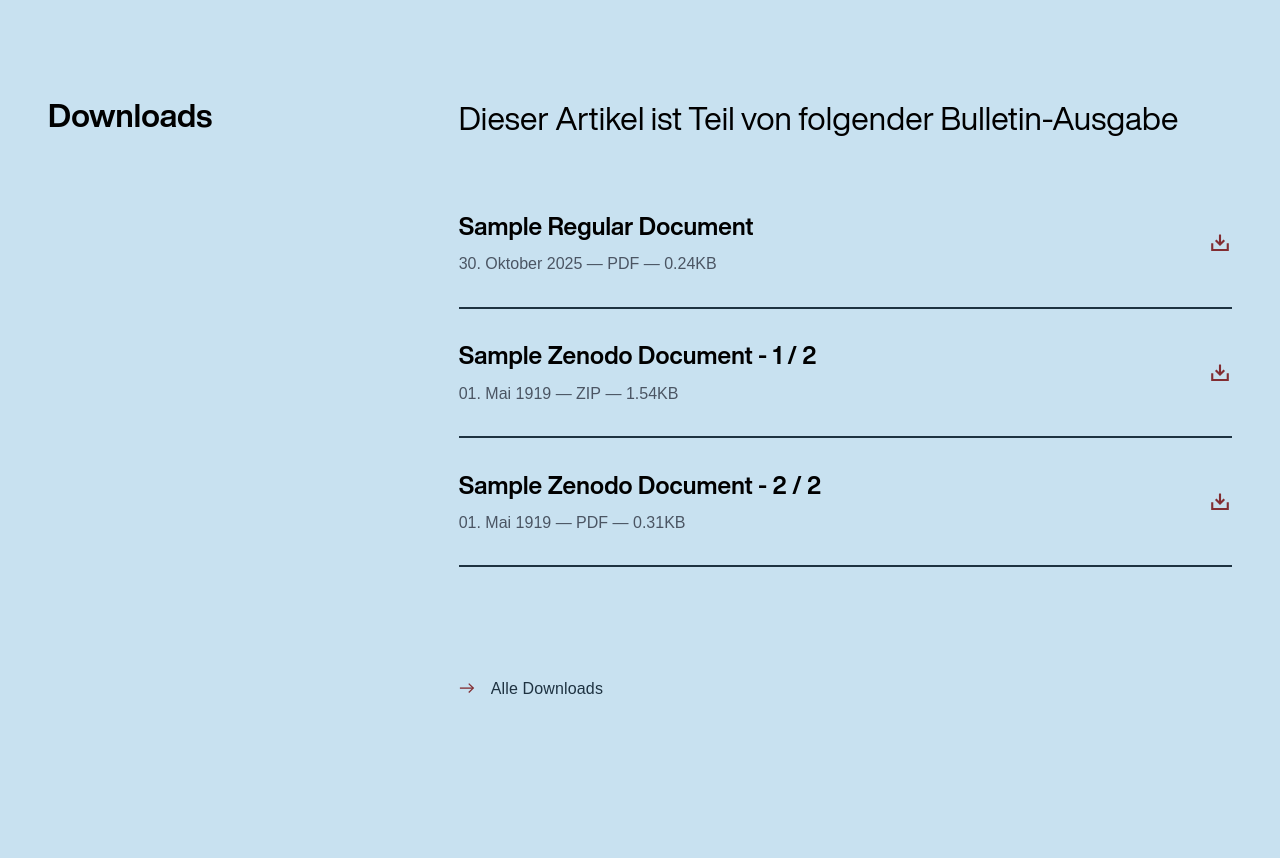 Downloads
Dieser Artikel ist Teil von folgender Bulletin-Ausgabe
Sample Regular Document
30. Oktober 2025 — PDF — 0.24KB
Sample Zenodo Document - 1 / 2
01. Mai 1919 — ZIP — 1.54KB
Sample Zenodo Document - 2 / 2
01. Mai 1919 — PDF — 0.31KB
Alle Downloads